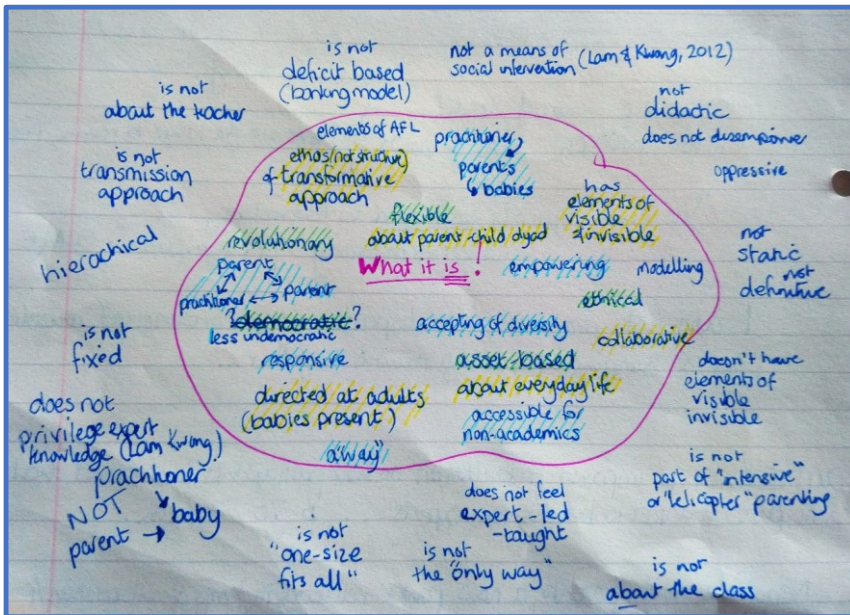 is not
deficit based
(banking model)
not a means of
social intervention (Lam & Kwong, 2012)
is not
about the teacher
not
didactic
does not disempower
oppressive
is not
transmission
approach
hierachical
is not
fixed
does not
privilege expert
knowledge (Lam Kwong)
practitioner
NOT
baby
parent
elements of AFL
ethos (not structure)
of transformative
approach
practitioner
parents
babies
has
elements of
visible
+ invisible
flexible
about parent-child dyad
revolutionary
What it is!
empowering
modelling
parent
practitioner
parent
ethical
? democratic ?
less undemocratic
accepting of diversity
collaborative
responsive
asset-based
directed at adults
(babies present)
about everyday life
accessible for
non-academics
a "way"
not
static
not
definitive
doesn't have
elements of
visible
invisible
is not
part of "intensive"
or "helicopter" parenting
does not feel
expert-led
-taught
is not
"one-size
fits all"
is not
the "only way"
is not
about the class